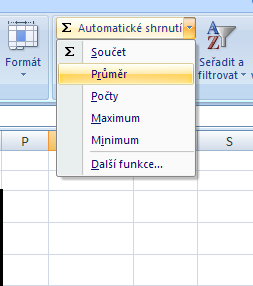 Σ Automatické shrnutí
Formát
Seřadit a
filtrovat
A
Z
Σ Součet
Průměr
Počty
Maximum
Minimum
Další funkce...
P
S